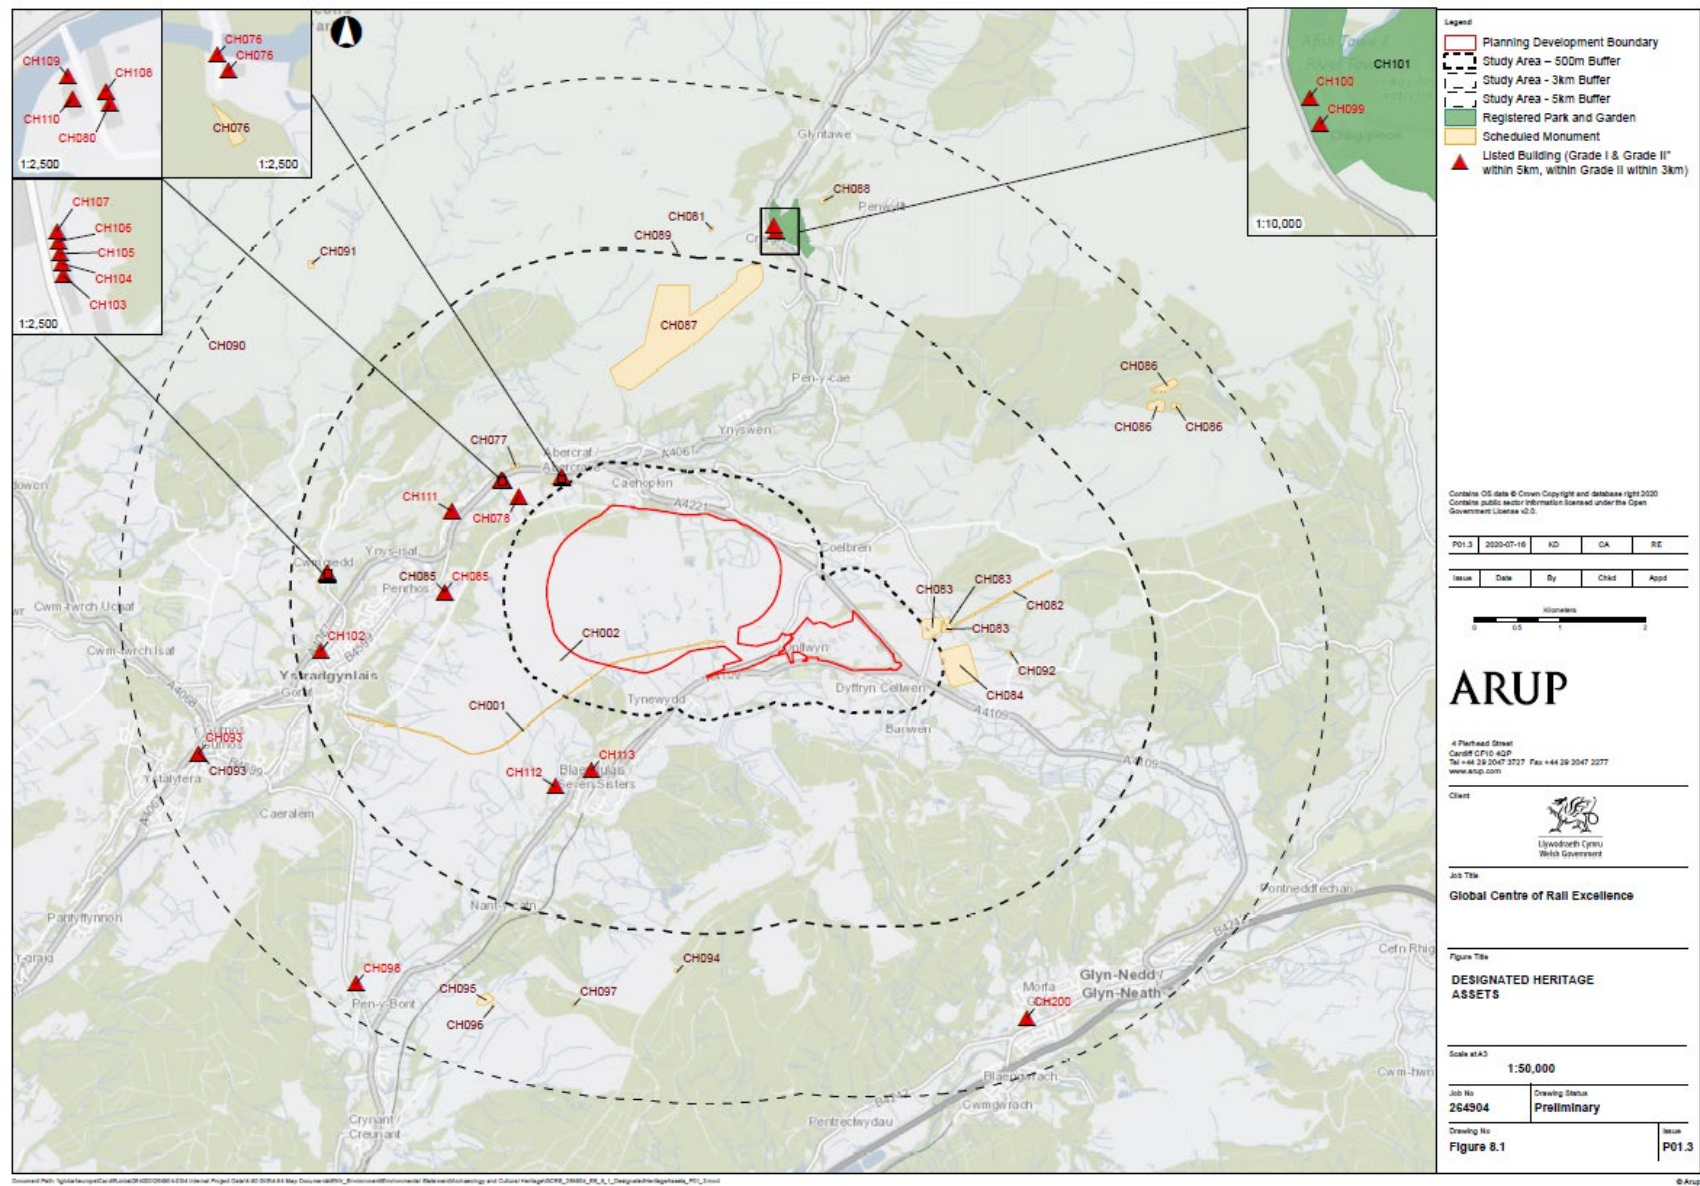 CH109
CH108
CH110
CH080
1:2,500
CH076
CH076
CH076
1:2,500
CH107
CH106
CH105
CH104
CH103
1:2,500
CH101
CH100
CH099
1:10,000
Glyntawe
CH088
Penwyllt
CH081
CH089
CH091
CH090
CH087
Pen-y-cae
CH086
CH086
CH086
Ynyswen
CH077
Abercraf /
A4067
Caehopkin
CH111
CH078
A4221
Coelbren
Ynys-isaf
Cwmgiedd
CH085
CH085
Penrhos
CH083
CH083
CH082
CH083
Cwm-twrch Uchaf
CH002
CH102
Cwm-twrch Isaf
B4599
Onllwyn
CH092
Ystradgynlais
A4109
Dyffryn Cellwen
CH084
A4068
Tynewydd
CH001
A4109
Banwen
CH093
CH093
Ystalyfera
A4109
CH113
CH112
Seven Sisters
Caeralem
Pontneddfechan
Pantyffynnon
B4242
CH094
CH098
CH095
CH097
Pen-y-Bont
CH096
Glyn-Nedd /
Glyn-Neath
Morfa
CH200
Blaengwrach
B4242
Cwmgwrach
Crynant /
Creunant
Pentreclwydau
Legend
Planning Development Boundary
Study Area – 500m Buffer
Study Area - 3km Buffer
Study Area - 5km Buffer
Registered Park and Garden
Scheduled Monument
Listed Building (Grade I & Grade II*
within 5km, within Grade II within 3km)
Contains OS data © Crown Copyright and database right 2020
Contains public sector information licensed under the Open
Government License v2.0.
P01.3 2020-07-16 KD CA RE
Issue Date By Chkd Appd
Kilometers
0 0.5 1 2
ARUP
4 Pierhead Street
Cardiff CF10 4QP
Tel +44 29 2047 3727 Fax +44 29 2047 2277
www.arup.com
Client
Llywodraeth Cymru
Welsh Government
Job Title
Global Centre of Rail Excellence
Figure Title
DESIGNATED HERITAGE
ASSETS
Scale at A3
1:50,000
Job No
264904
Drawing Status
Preliminary
Drawing No
Figure 8.1
Issue
P01.3
© Arup